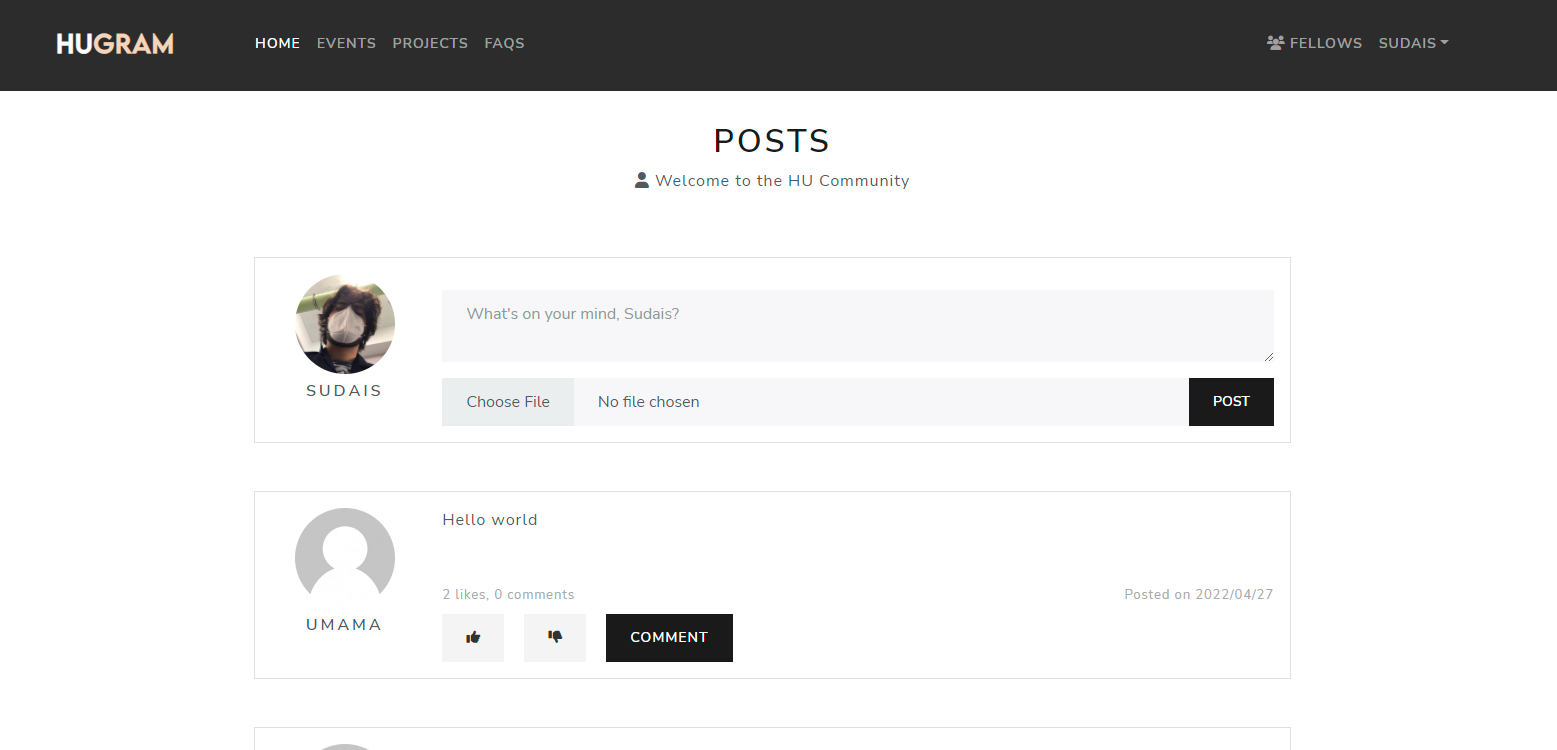 HUGRAM HOME EVENTS PROJECTS FAQS FELLOWS SUDAIS
POSTS
Welcome to the HU Community
What's on your mind, Sudais?
SUDAIS
Choose File No file chosen POST
Hello world
2 likes, 0 comments Posted on 2022/04/27
UMAMA
COMMENT